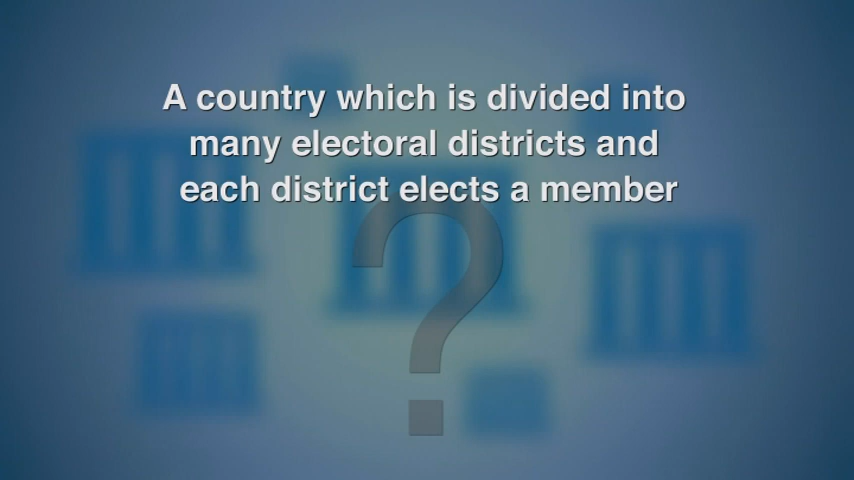 A country which is divided into
many electoral districts and
each district elects a member
?